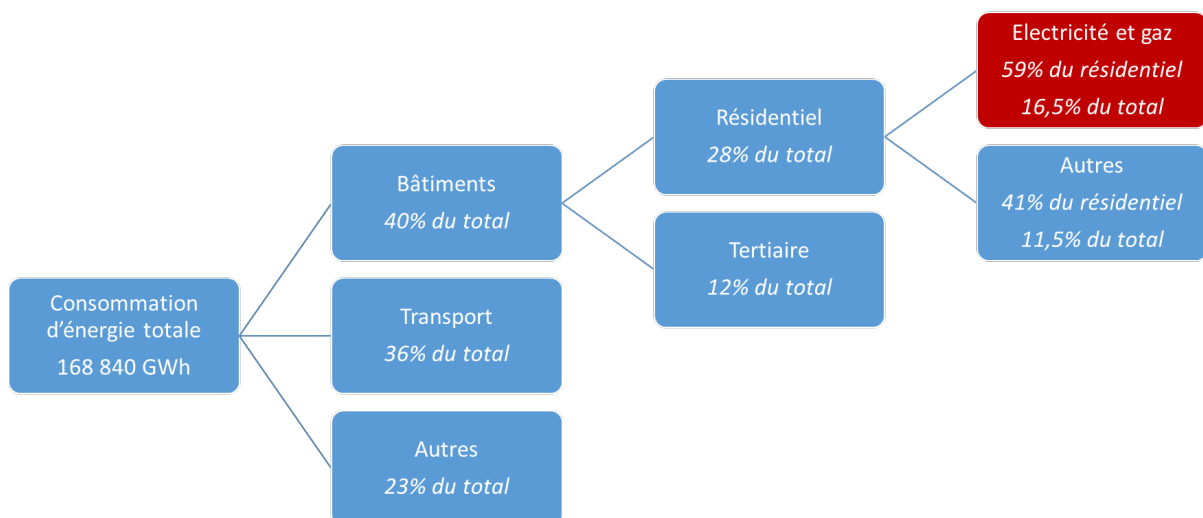 Consommation
d’énergie totale
168 840 GWh
Bâtiments
40% du total
Transport
36% du total
Autres
23% du total
Résidentiel
28% du total
Tertiaire
12% du total
Electricité et gaz
59% du résidentiel
16,5% du total
Autres
41% du résidentiel
11,5% du total